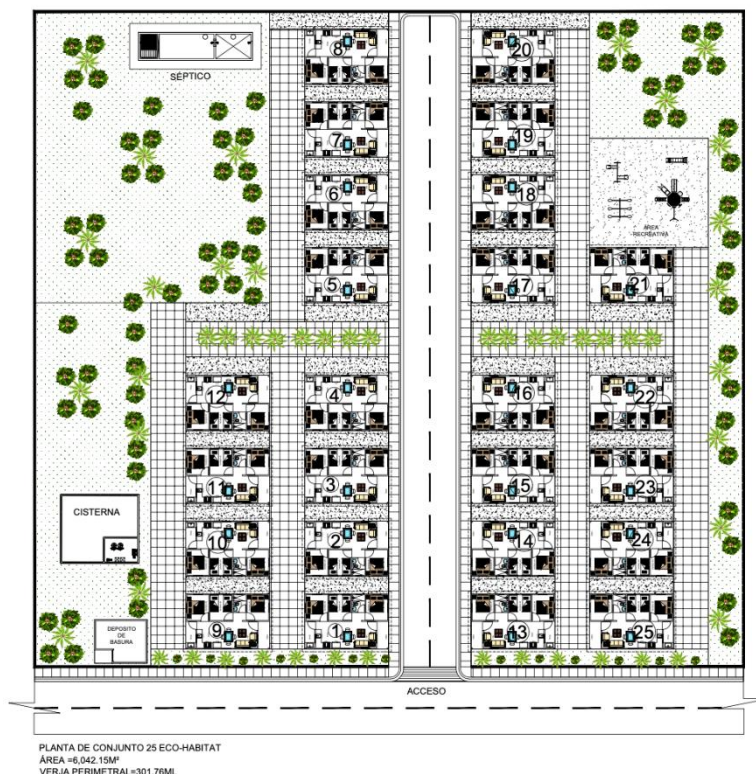 8
20
SÉPTICO
7
19
6
18
ÁREA
RECREATIVA
5
17
21
12
4
16
22
11
3
15
23
CISTERNA
10
2
14
24
DEPOSITO
DE
BASURA
9
1
13
25
ACCESO
PLANTA DE CONJUNTO 25 ECO-HABITAT
ÁREA =6,042.15M²
VERJA PERIMETRAL=301.76ML